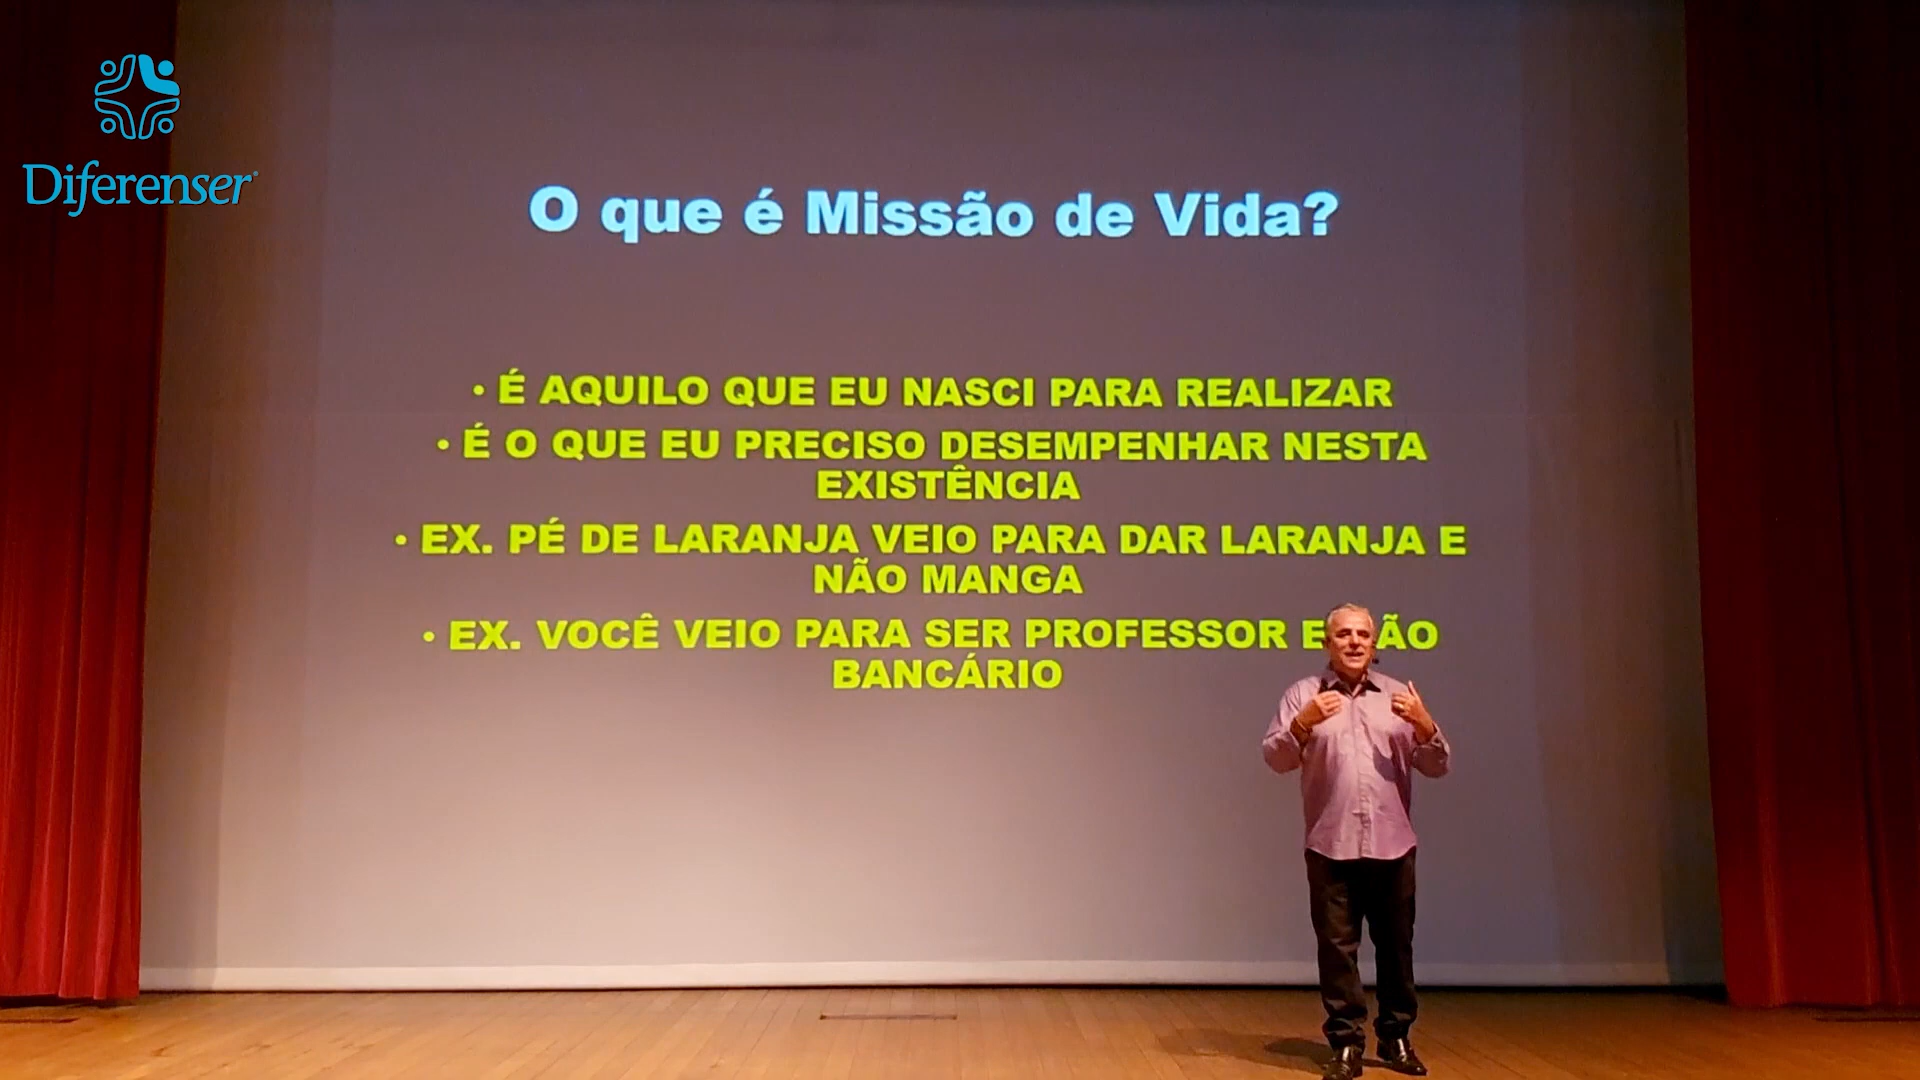 Diferenser
O que é Missão de Vida?
• É AQUILO QUE EU NASCI PARA REALIZAR
• É O QUE EU PRECISO DESEMPENHAR NESTA
EXISTÊNCIA
• EX. PÉ DE LARANJA VEIO PARA DAR LARANJA E
NÃO MANGA
• EX. VOCÊ VEIO PARA SER PROFESSOR E ÃO
BANCÁRIO